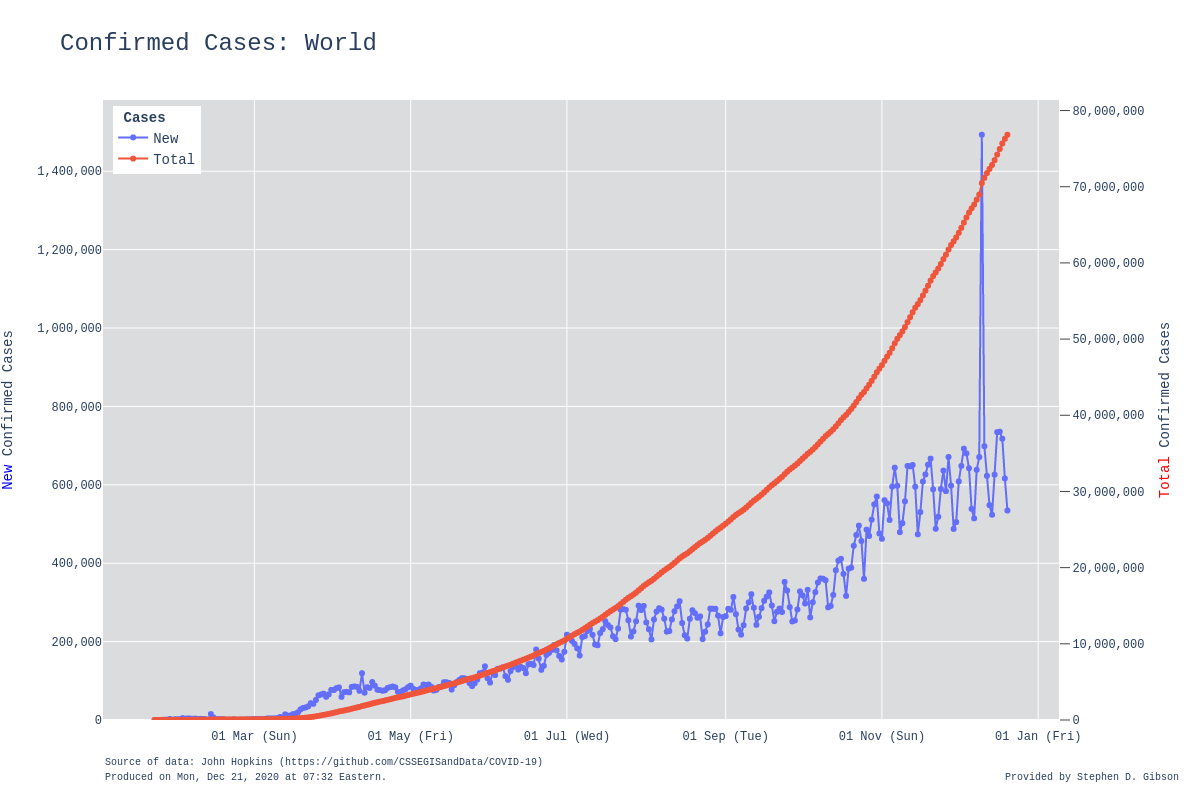 Confirmed Cases: World
Cases
New
Total
1,400,000
1,200,000
1,000,000
800,000
600,000
400,000
200,000
0
80,000,000
70,000,000
60,000,000
50,000,000
40,000,000
30,000,000
20,000,000
10,000,000
0
New Confirmed Cases
Total Confirmed Cases
01 Mar (Sun)
01 May (Fri)
01 Jul (Wed)
01 Sep (Tue)
01 Nov (Sun)
01 Jan (Fri)
Source of data: John Hopkins (https://github.com/CSSEGISandData/COVID-19)
Produced on Mon, Dec 21, 2020 at 07:32 Eastern.
Provided by Stephen D. Gibson